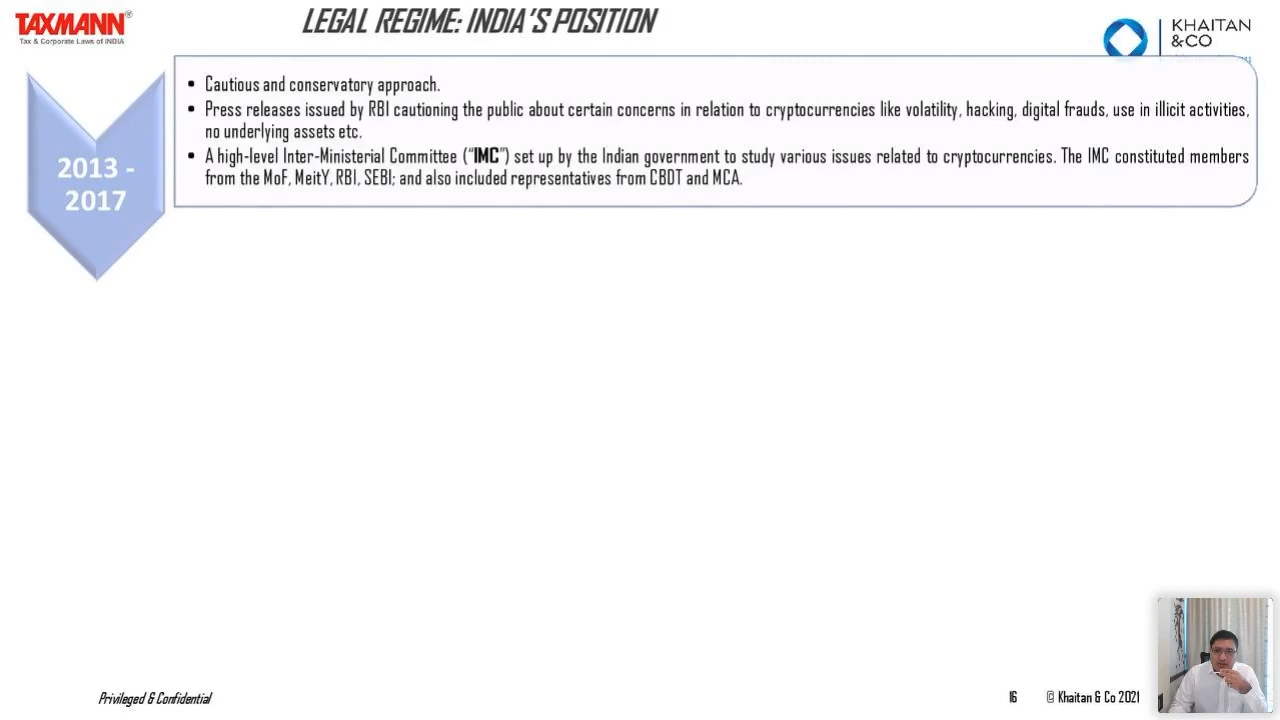 TAXMANN®
Tax & Corporate Laws of INDIA
LEGAL REGIME: INDIA'S POSITION
KHAITAN
&CO
2013 -
2017
• Cautious and conservatory approach.
• Press releases issued by RBI cautioning the public about certain concerns in relation to cryptocurrencies like volatility, hacking, digital frauds, use in illicit activities,
no underlying assets etc.
• A high-level Inter-Ministerial Committee ("IMC") set up by the Indian government to study various issues related to cryptocurrencies. The IMC constituted members
from the MoF, MeitY, RBI, SEBI; and also included representatives from CBDT and MCA.
Privileged & Confidential
16
© Khaitan & Co 2021